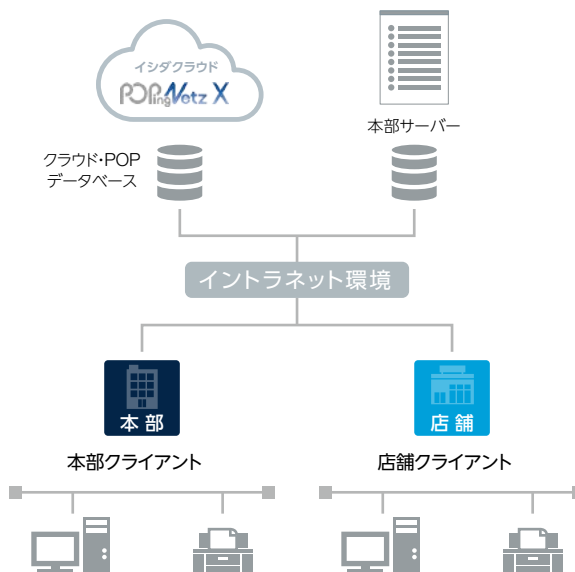 イシダクラウド
POPingNetz X
本部サーバー
クラウド・POP
データベース
イントラネット環境
本部
店舗
本部クライアント
店舗クライアント